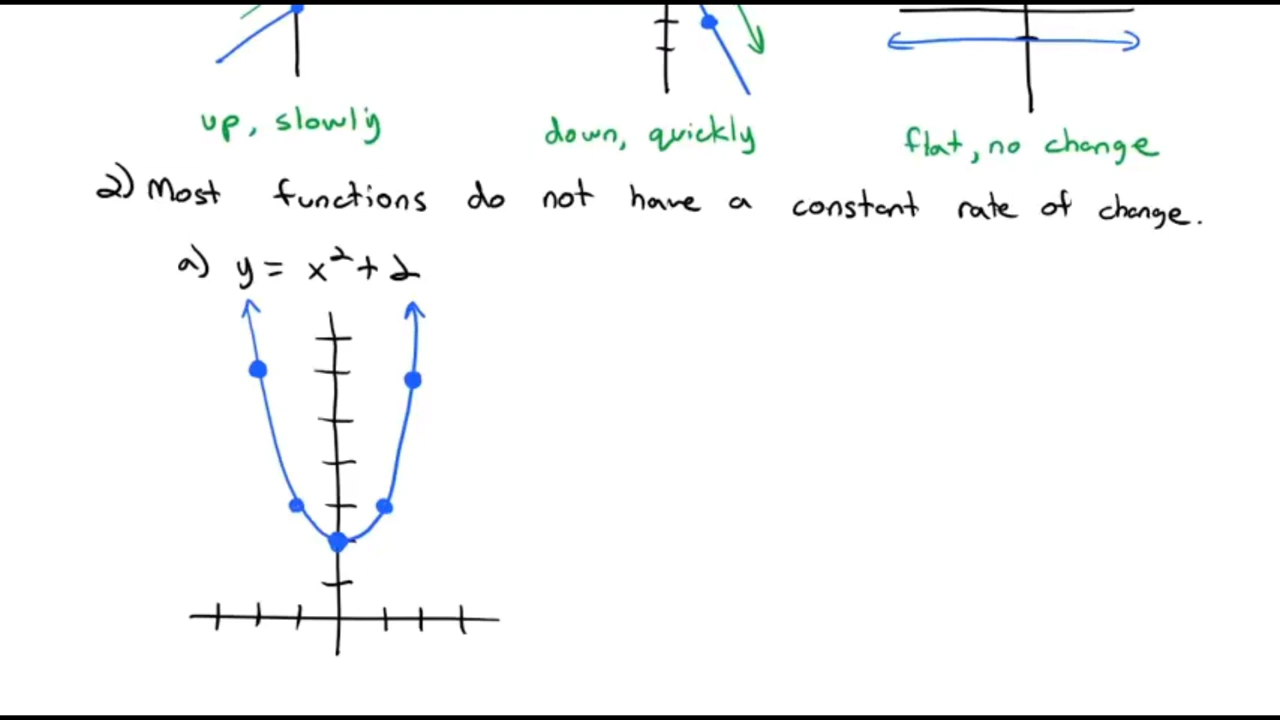 up, slowly
down, quickly
flat, no change
2) Most functions do not have a constant rate of change.
a) y = x² + 2